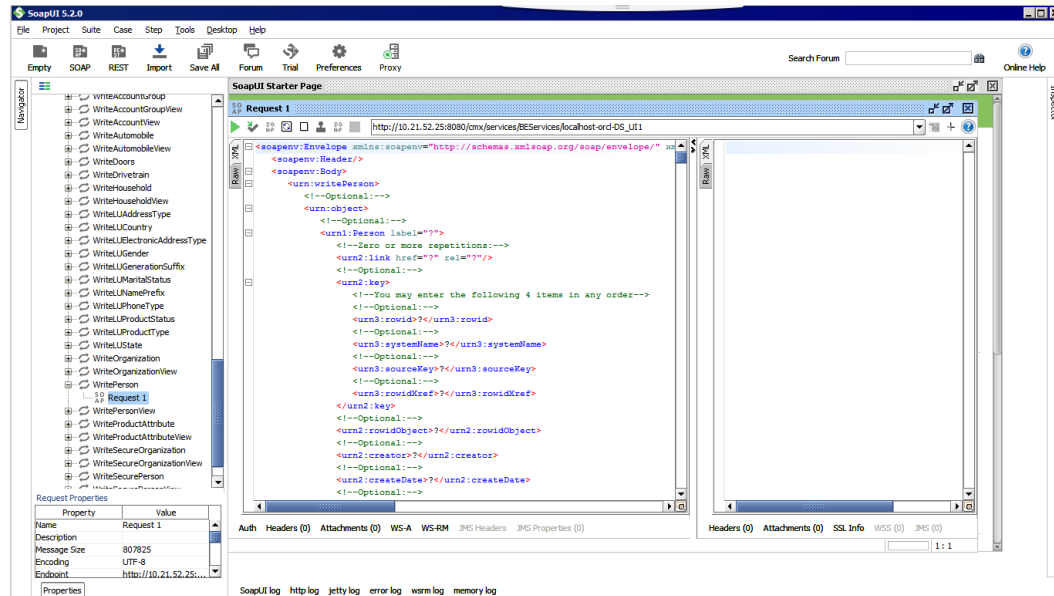 SoapUI 5.2.0
File Project Suite Case Step Tools Desktop Help
Empty SOAP REST Import Save All Forum Trial Preferences Proxy
Search Forum
Online Help
Navigator
WriteAccountGroup
WriteAccountGroupView
WriteAccountView
WriteAutomobile
WriteAutomobileView
WriteDoors
WriteDrivetrain
WriteHousehold
WriteHouseholdView
WriteLUAddressType
WriteLUCountry
WriteLUElectronicAddressType
WriteLUGender
WriteLUGenerationSuffix
WriteLUMaritalStatus
WriteLUNamePrefix
WriteLUPhoneType
WriteLUProductStatus
WriteLUProductType
WriteLUState
WriteOrganization
WriteOrganizationView
WritePerson
Request 1
WritePersonView
WriteProductAttribute
WriteProductAttributeView
WriteSecureOrganization
WriteSecureOrganizationView
WriteSecurePerson
WriteSecurePersonView
Request Properties
Property Value
Name Request 1
Description
Message Size 807825
Encoding UTF-8
Endpoint http://10.21.52.25:...
Properties
SoapUI Starter Page
Request 1
http://10.21.52.25:8080/cmx/services/BEServices/localhost-orcl-DS_UI1
XML
Raw
<soapenv:Envelope xmlns:soapenv="http://schemas.xmlsoap.org/soap/envelope/" xm
<soapenv:Header/>
<soapenv:Body>
<urn:writePerson>
<!--Optional:-->
<urn:object>
<!--Optional:-->
<urn1:Person label="?">
<!--Zero or more repetitions:-->
<urn2:link href="?" rel="?"/>
<!--Optional:-->
<urn2:key>
<!--You may enter the following 4 items in any order-->
<!--Optional:-->
<urn3:rowid>?</urn3:rowid>
<!--Optional:-->
<urn3:systemName>?</urn3:systemName>
<!--Optional:-->
<urn3:sourceKey>?</urn3:sourceKey>
<!--Optional:-->
<urn3:rowidXref>?</urn3:rowidXref>
</urn2:key>
<!--Optional:-->
<urn2:rowidObject>?</urn2:rowidObject>
<!--Optional:-->
<urn2:creator>?</urn2:creator>
<!--Optional:-->
<urn2:createDate>?</urn2:createDate>
<!--Optional:-->
Auth Headers (0) Attachments (0) WS-A WS-RM JMS Headers JMS Properties (0)
XML
Raw
Headers (0) Attachments (0) SSL Info WSS (0) JMS (0)
1 : 1
Inspector
SoapUI log http log jetty log error log wsrm log memory log